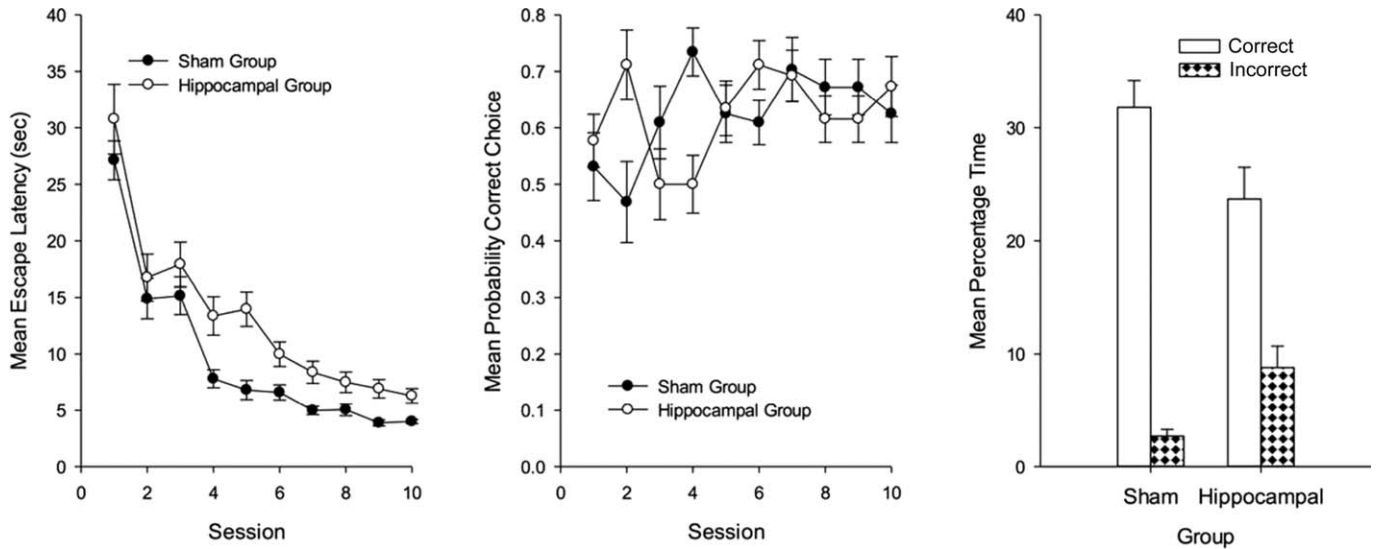 Mean Escape Latency (sec)
40
35
30
25
20
15
10
5
0
Sham Group
Hippocampal Group
0 2 4 6 8 10
Session
Mean Probability Correct Choice
0.8
0.7
0.6
0.5
0.4
0.3
0.2
0.1
0.0
Sham Group
Hippocampal Group
0 2 4 6 8 10
Session
Mean Percentage Time
40
30
20
10
0
Correct
Incorrect
Sham Hippocampal
Group